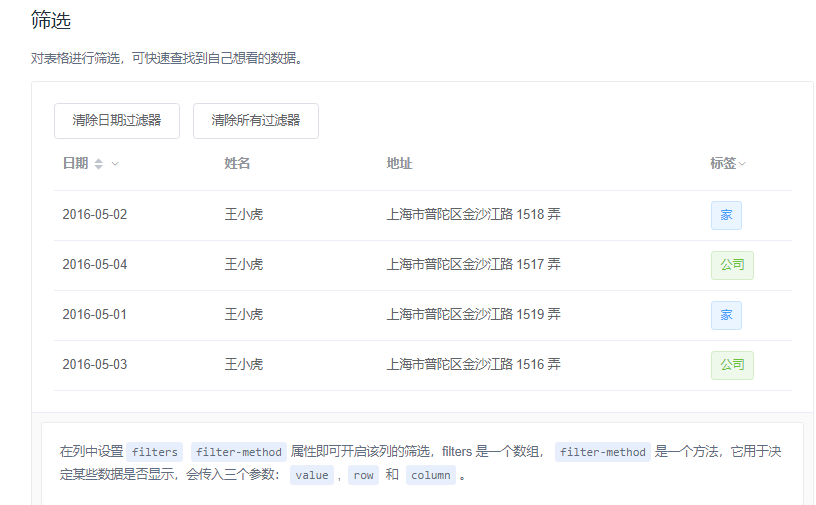 筛选
对表格进行筛选，可快速查找到自己想看的数据。
清除日期过滤器 清除所有过滤器
日期 姓名 地址 标签
2016-05-02 王小虎 上海市普陀区金沙江路 1518 弄 家
2016-05-04 王小虎 上海市普陀区金沙江路 1517 弄 公司
2016-05-01 王小虎 上海市普陀区金沙江路 1519 弄 家
2016-05-03 王小虎 上海市普陀区金沙江路 1516 弄 公司
在列中设置 filters filter-method 属性即可开启该列的筛选，filters 是一个数组， filter-method 是一个方法，它用于决
定某些数据是否显示，会传入三个参数： value ， row 和 column 。